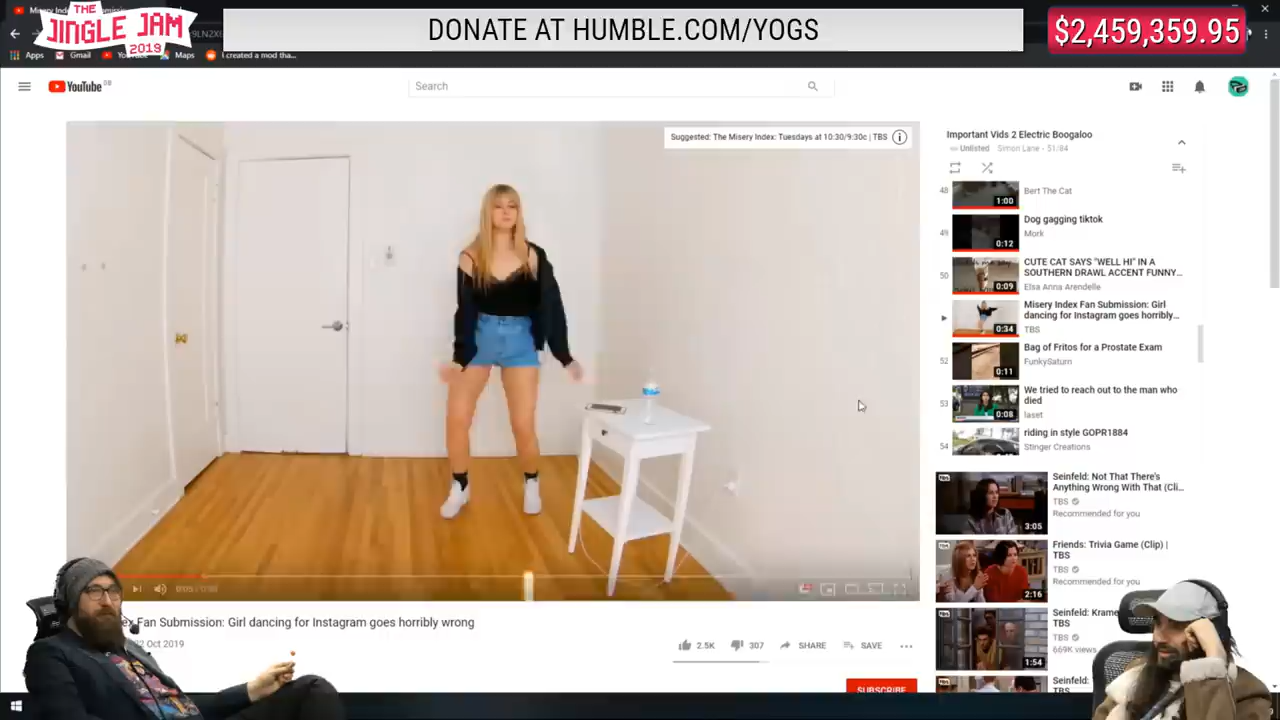 THE
JINGLE JAM
2019
DONATE AT HUMBLE.COM/YOGS
$2,459,359.95
Apps
Gmail
Maps
I created a mod tha...
YouTube
GB
Search
Suggested: The Misery Index: Tuesdays at 10:30/9:30c | TBS
Important Vids 2 Electric Boogaloo
Unlisted Simon Lane - 51/84
48
Bert The Cat
1:00
49
Dog gagging tiktok
Mork
0:12
50
CUTE CAT SAYS "WELL HI" IN A
SOUTHERN DRAWL ACCENT FUNNY...
Elsa Anna Arendelle
0:09
Misery Index Fan Submission: Girl
dancing for Instagram goes horribly...
TBS
0:34
52
Bag of Fritos for a Prostate Exam
FunkySaturn
0:11
53
We tried to reach out to the man who
died
laset
0:08
54
riding in style GOPR1884
Stinger Creations
Seinfeld: Not That There's
Anything Wrong With That (Cli...
TBS
Recommended for you
3:05
Friends: Trivia Game (Clip) |
TBS
TBS
Recommended for you
2:16
Seinfeld: Krame
TBS
669K views
1:54
Seinfeld:
TBS
ex Fan Submission: Girl dancing for Instagram goes horribly wrong
22 Oct 2019
2.5K
307
SHARE
SAVE
SUBSCRIBE